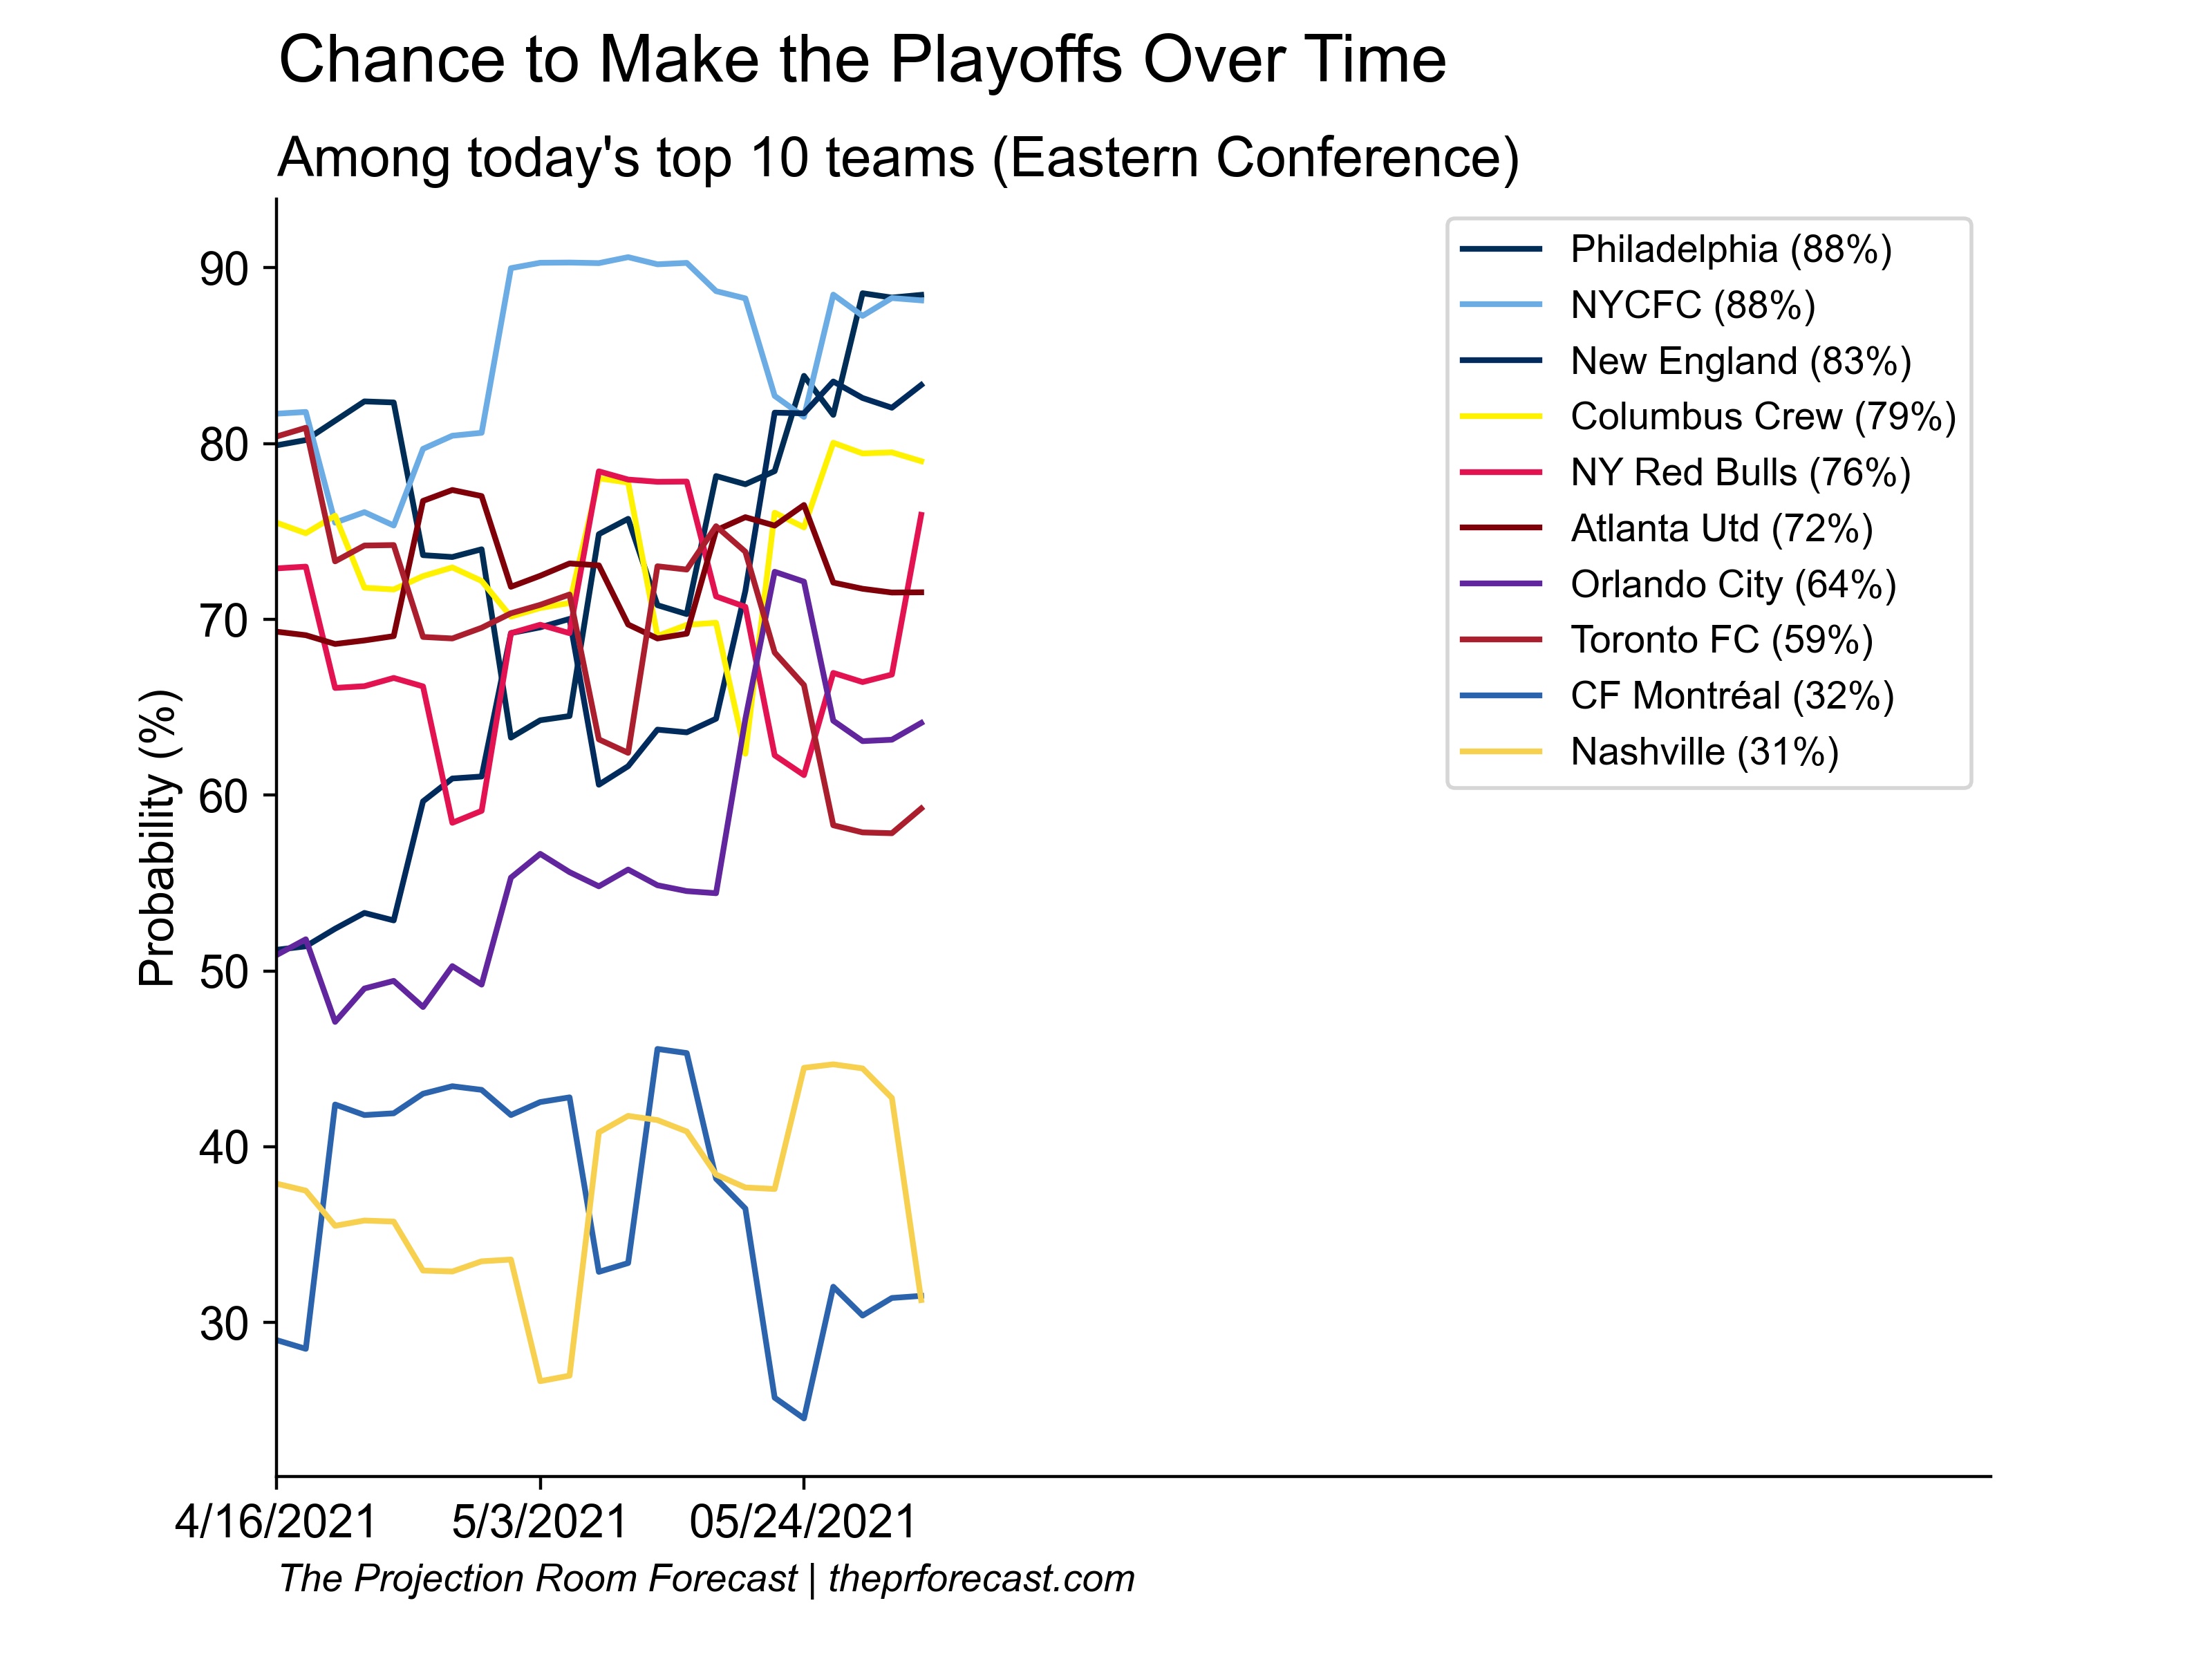 Chance to Make the Playoffs Over Time
Among today's top 10 teams (Eastern Conference)
Probability (%)
90
80
70
60
50
40
30
Philadelphia (88%)
NYCFC (88%)
New England (83%)
Columbus Crew (79%)
NY Red Bulls (76%)
Atlanta Utd (72%)
Orlando City (64%)
Toronto FC (59%)
CF Montréal (32%)
Nashville (31%)
4/16/2021
5/3/2021
05/24/2021
The Projection Room Forecast | theprforecast.com